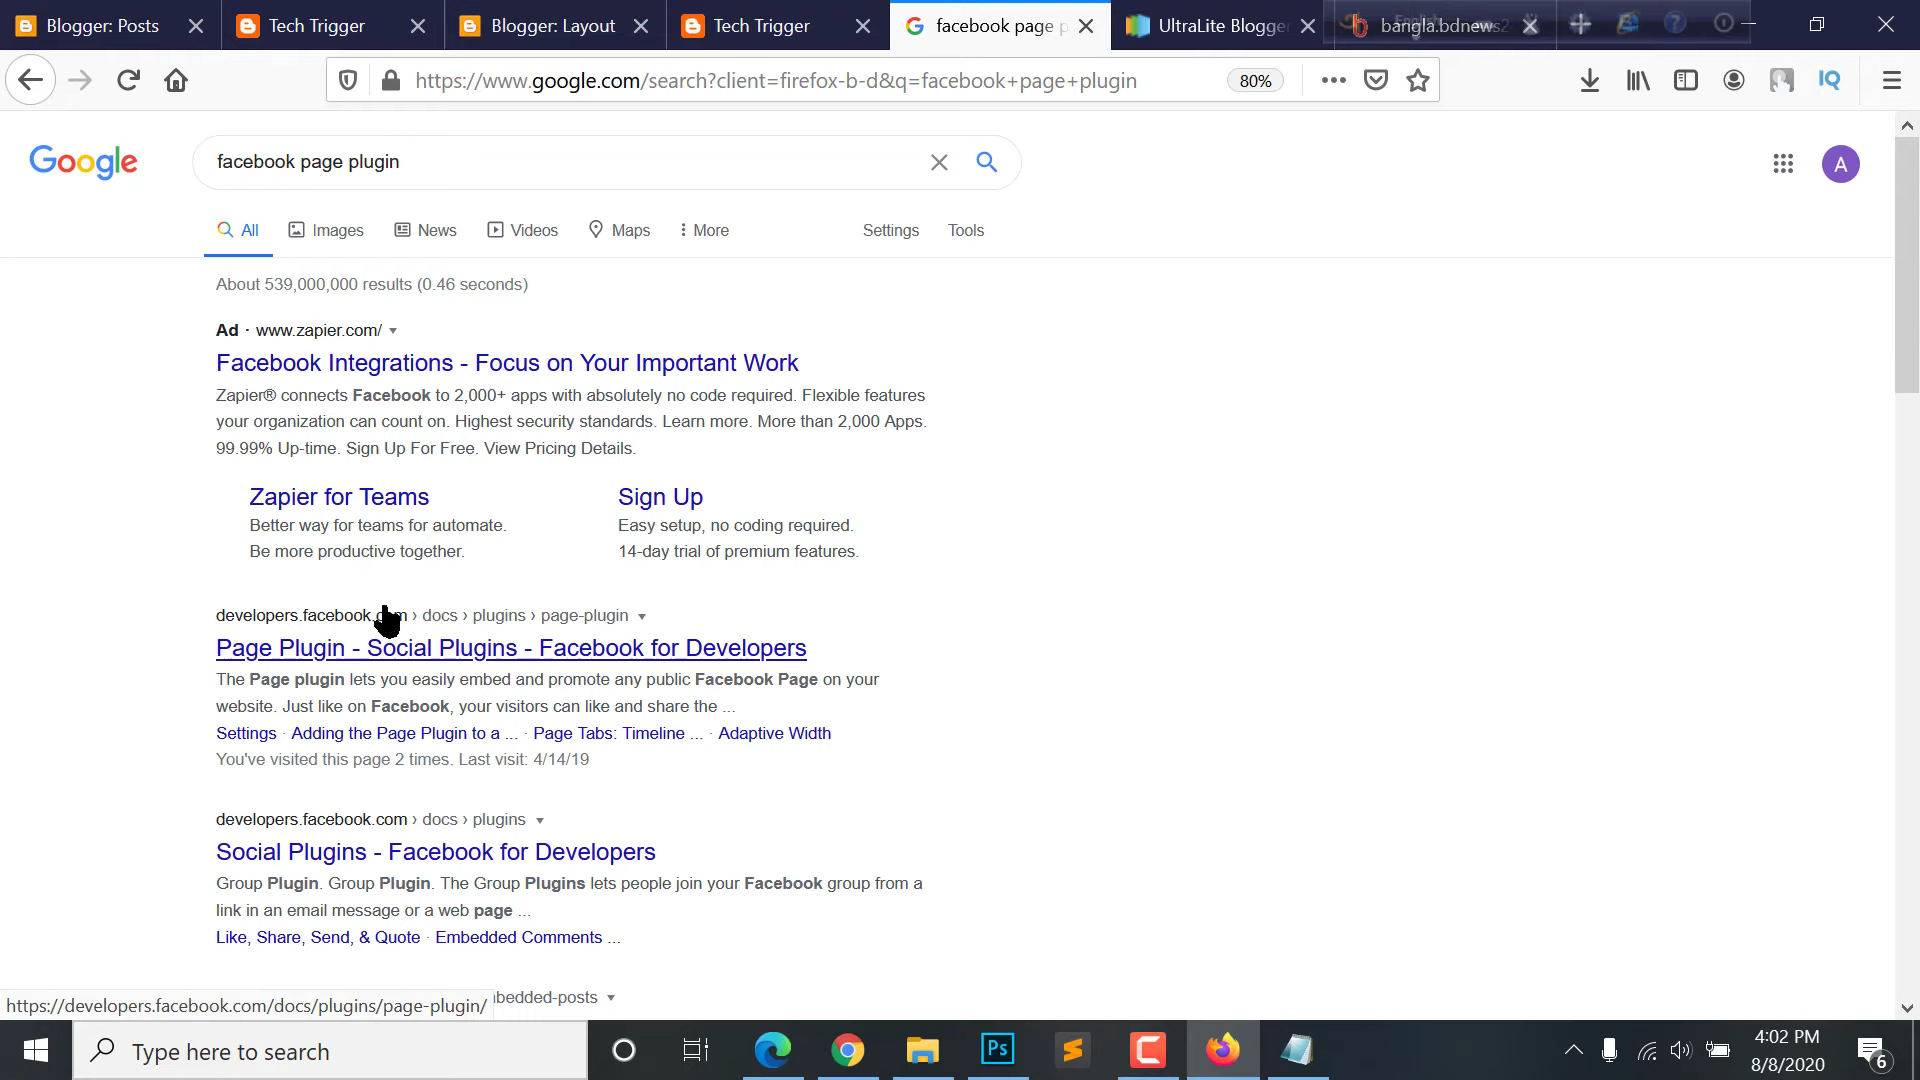 Blogger: Posts
Tech Trigger
Blogger: Layout
Tech Trigger
facebook page p
UltraLite Blogge
bangla.bdnews2
https://www.google.com/search?client=firefox-b-d&q=facebook+page+plugin
80%
IQ
Google
facebook page plugin
A
All
Images
News
Videos
Maps
More
Settings
Tools
About 539,000,000 results (0.46 seconds)
Ad · www.zapier.com/
Facebook Integrations - Focus on Your Important Work
Zapier® connects Facebook to 2,000+ apps with absolutely no code required. Flexible features
your organization can count on. Highest security standards. Learn more. More than 2,000 Apps.
99.99% Up-time. Sign Up For Free. View Pricing Details.
Zapier for Teams
Sign Up
Better way for teams for automate.
Easy setup, no coding required.
Be more productive together.
14-day trial of premium features.
developers.facebook.com › docs › plugins › page-plugin
Page Plugin - Social Plugins - Facebook for Developers
The Page plugin lets you easily embed and promote any public Facebook Page on your
website. Just like on Facebook, your visitors can like and share the ...
Settings · Adding the Page Plugin to a ... · Page Tabs: Timeline ... · Adaptive Width
You've visited this page 2 times. Last visit: 4/14/19
developers.facebook.com › docs › plugins
Social Plugins - Facebook for Developers
Group Plugin. Group Plugin. The Group Plugins lets people join your Facebook group from a
link in an email message or a web page ...
Like, Share, Send, & Quote · Embedded Comments ...
bedded-posts
https://developers.facebook.com/docs/plugins/page-plugin/
Type here to search
Ps
4:02 PM
8/8/2020
6